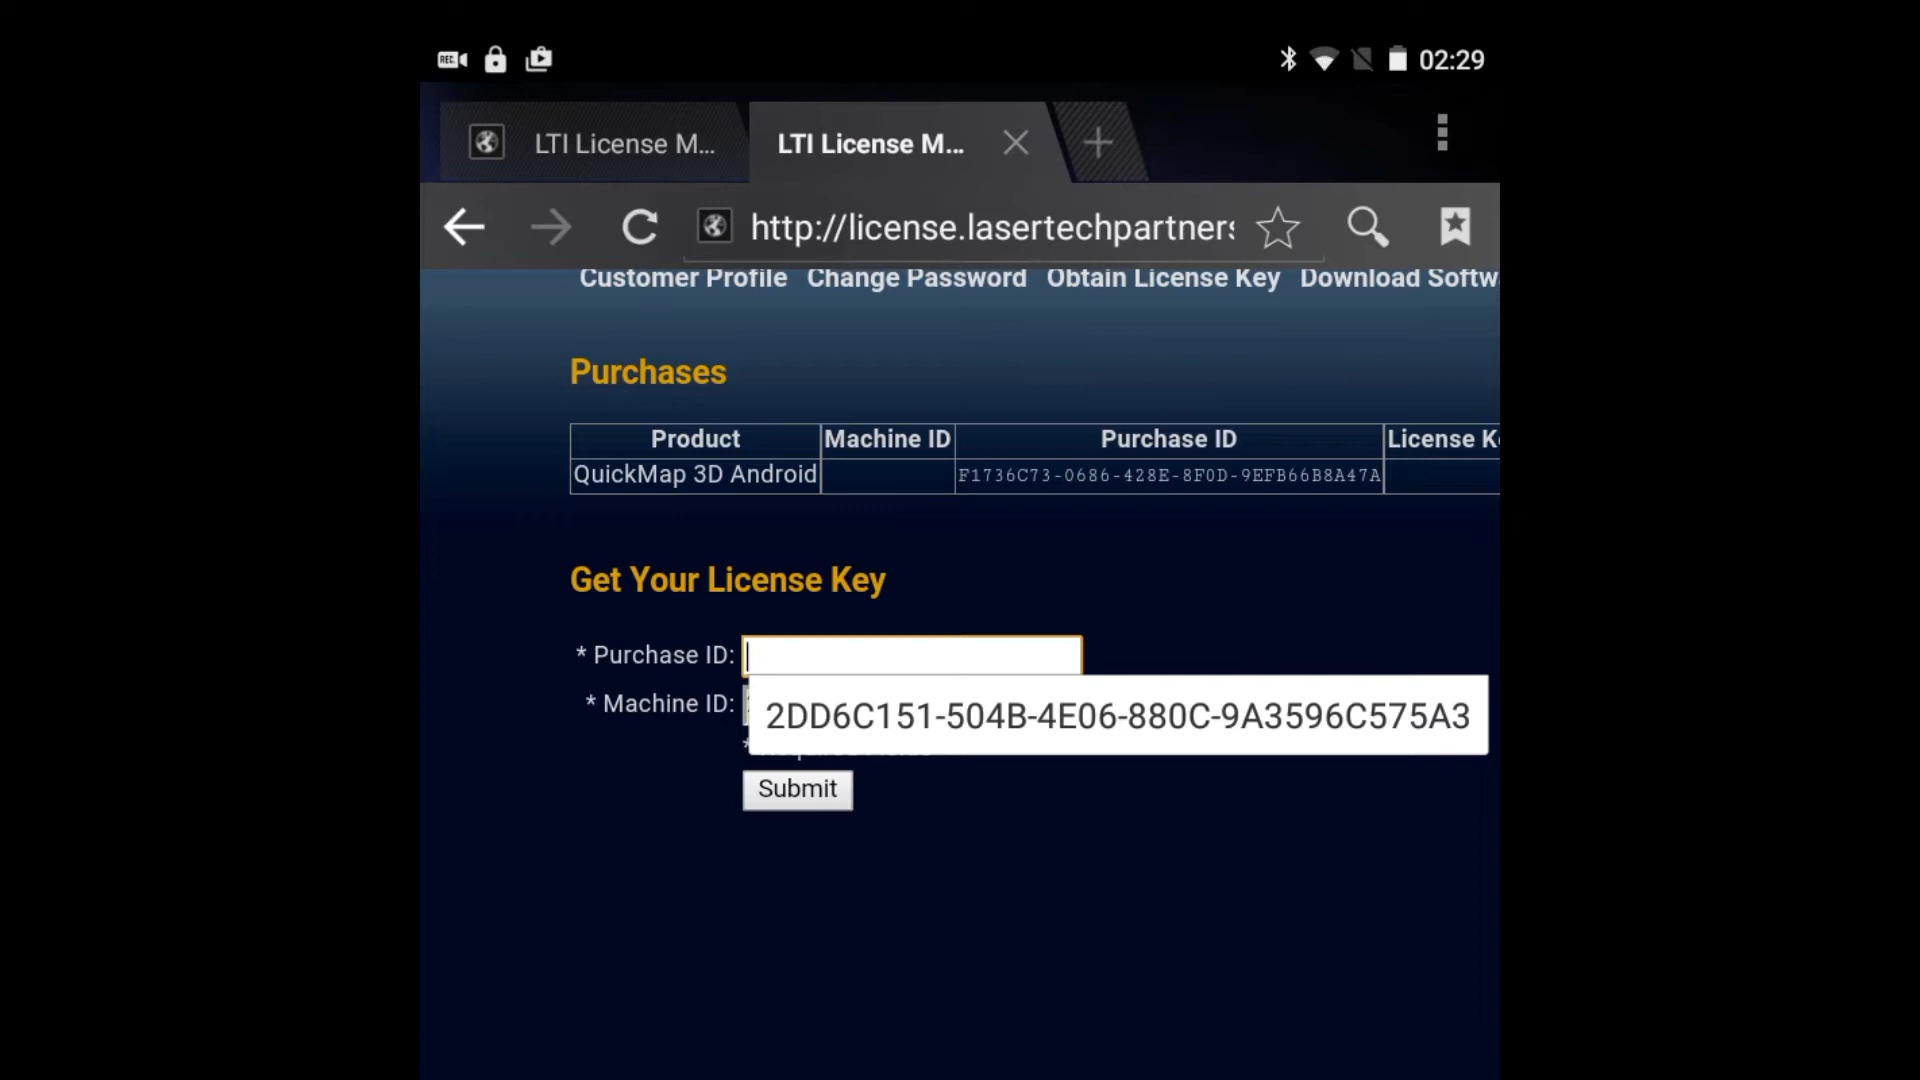 REC
02:29
LTI License M...
LTI License M...
http://license.lasertechpartners
Customer Profile Change Password Obtain License Key Download Softw
Purchases
Product Machine ID Purchase ID License K
QuickMap 3D Android F1736C73-0686-428E-8F0D-9EFB66B8A47A
Get Your License Key
* Purchase ID:
* Machine ID:
2DD6C151-504B-4E06-880C-9A3596C575A3
Submit